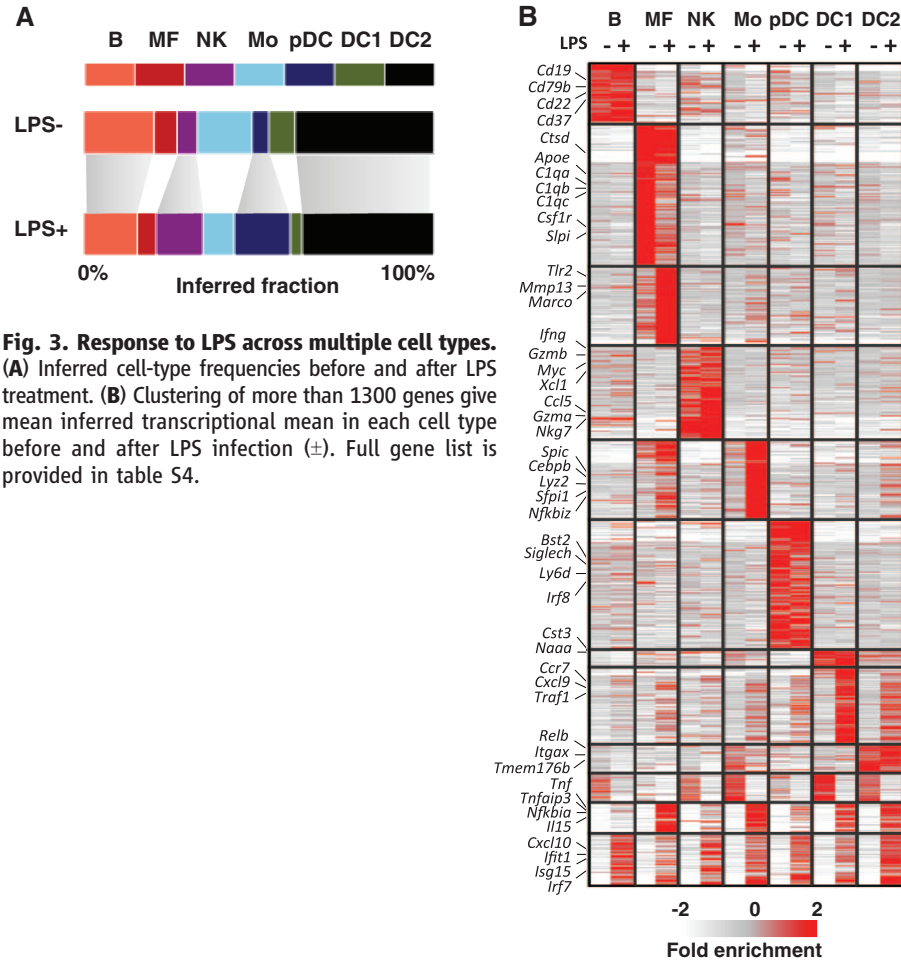 A
B MF NK Mo pDC DC1 DC2
LPS-
LPS+
0% 100%
Inferred fraction
Fig. 3. Response to LPS across multiple cell types.
(A) Inferred cell-type frequencies before and after LPS
treatment. (B) Clustering of more than 1300 genes give
mean inferred transcriptional mean in each cell type
before and after LPS infection (±). Full gene list is
provided in table S4.
B
B MF NK Mo pDC DC1 DC2
LPS - + - + - + - + - + - + - +
Cd19
Cd79b
Cd22
Cd37
Ctsd
Apoe
C1qa
C1qb
C1qc
Csf1r
Slpi
Tlr2
Mmp13
Marco
Ifng
Gzmb
Myc
Xcl1
Ccl5
Gzma
Nkg7
Spic
Cebpb
Lyz2
Sfpi1
Nfkbiz
Bst2
Siglech
Ly6d
Irf8
Cst3
Naaa
Ccr7
Cxcl9
Traf1
Relb
Itgax
Tmem176b
Tnf
Tnfaip3
Nfkbia
Il15
Cxcl10
Ifit1
Isg15
Irf7
-2 0 2
Fold enrichment